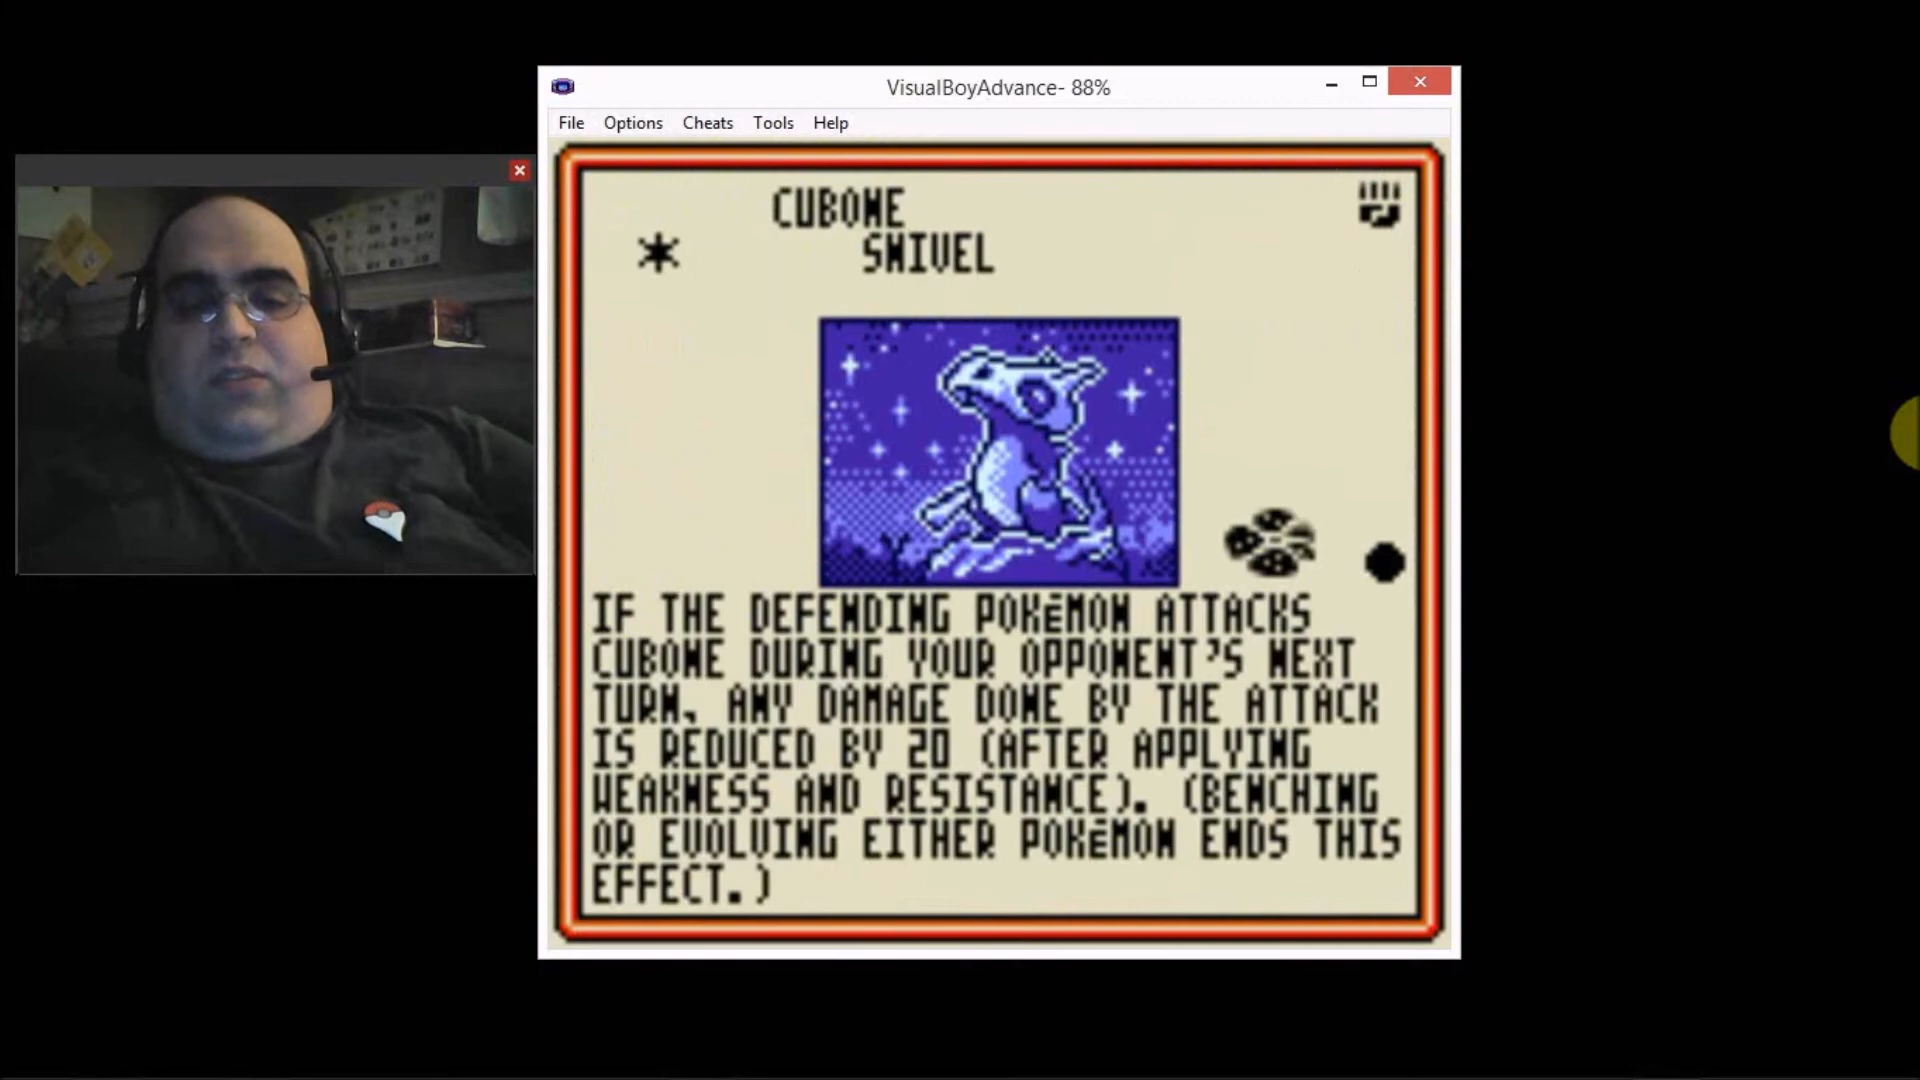 VisualBoyAdvance- 88%
File Options Cheats Tools Help
CUBONE
SNIVEL
IF THE DEFENDING POKēMON ATTACKS
CUBONE DURING YOUR OPPONENT'S NEXT
TURN, ANY DAMAGE DONE BY THE ATTACK
IS REDUCED BY 20 (AFTER APPLYING
WEAKNESS AND RESISTANCE). (BENCHING
OR EVOLVING EITHER POKēMON ENDS THIS
EFFECT.)